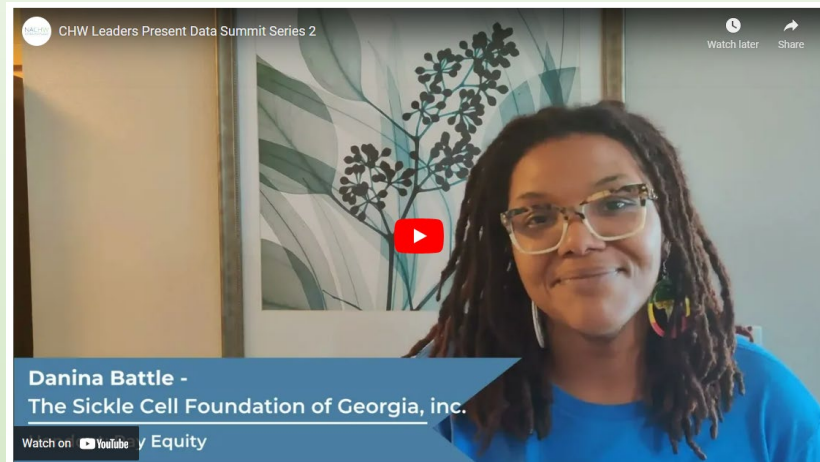 NACHW
CHW Leaders Present Data Summit Series 2
Watch later
Share
Danina Battle -
The Sickle Cell Foundation of Georgia, inc.
Watch on YouTube
y Equity